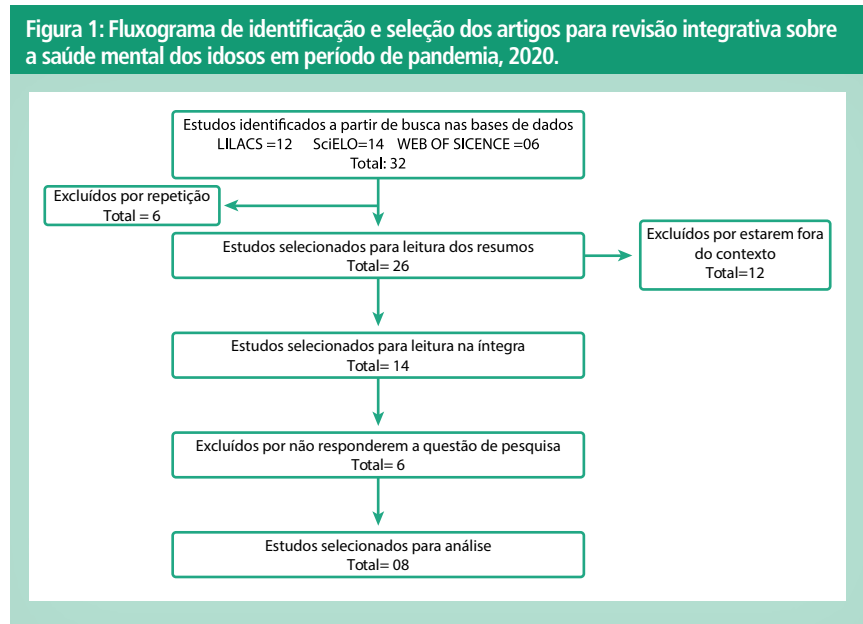 Figura 1: Fluxograma de identificação e seleção dos artigos para revisão integrativa sobre
a saúde mental dos idosos em período de pandemia, 2020.
Estudos identificados a partir de busca nas bases de dados
LILACS =12 SciELO=14 WEB OF SICENCE =06
Total: 32
Excluídos por repetição
Total = 6
Estudos selecionados para leitura dos resumos
Total= 26
Excluídos por estarem fora
do contexto
Total=12
Estudos selecionados para leitura na íntegra
Total= 14
Excluídos por não responderem a questão de pesquisa
Total= 6
Estudos selecionados para análise
Total= 08